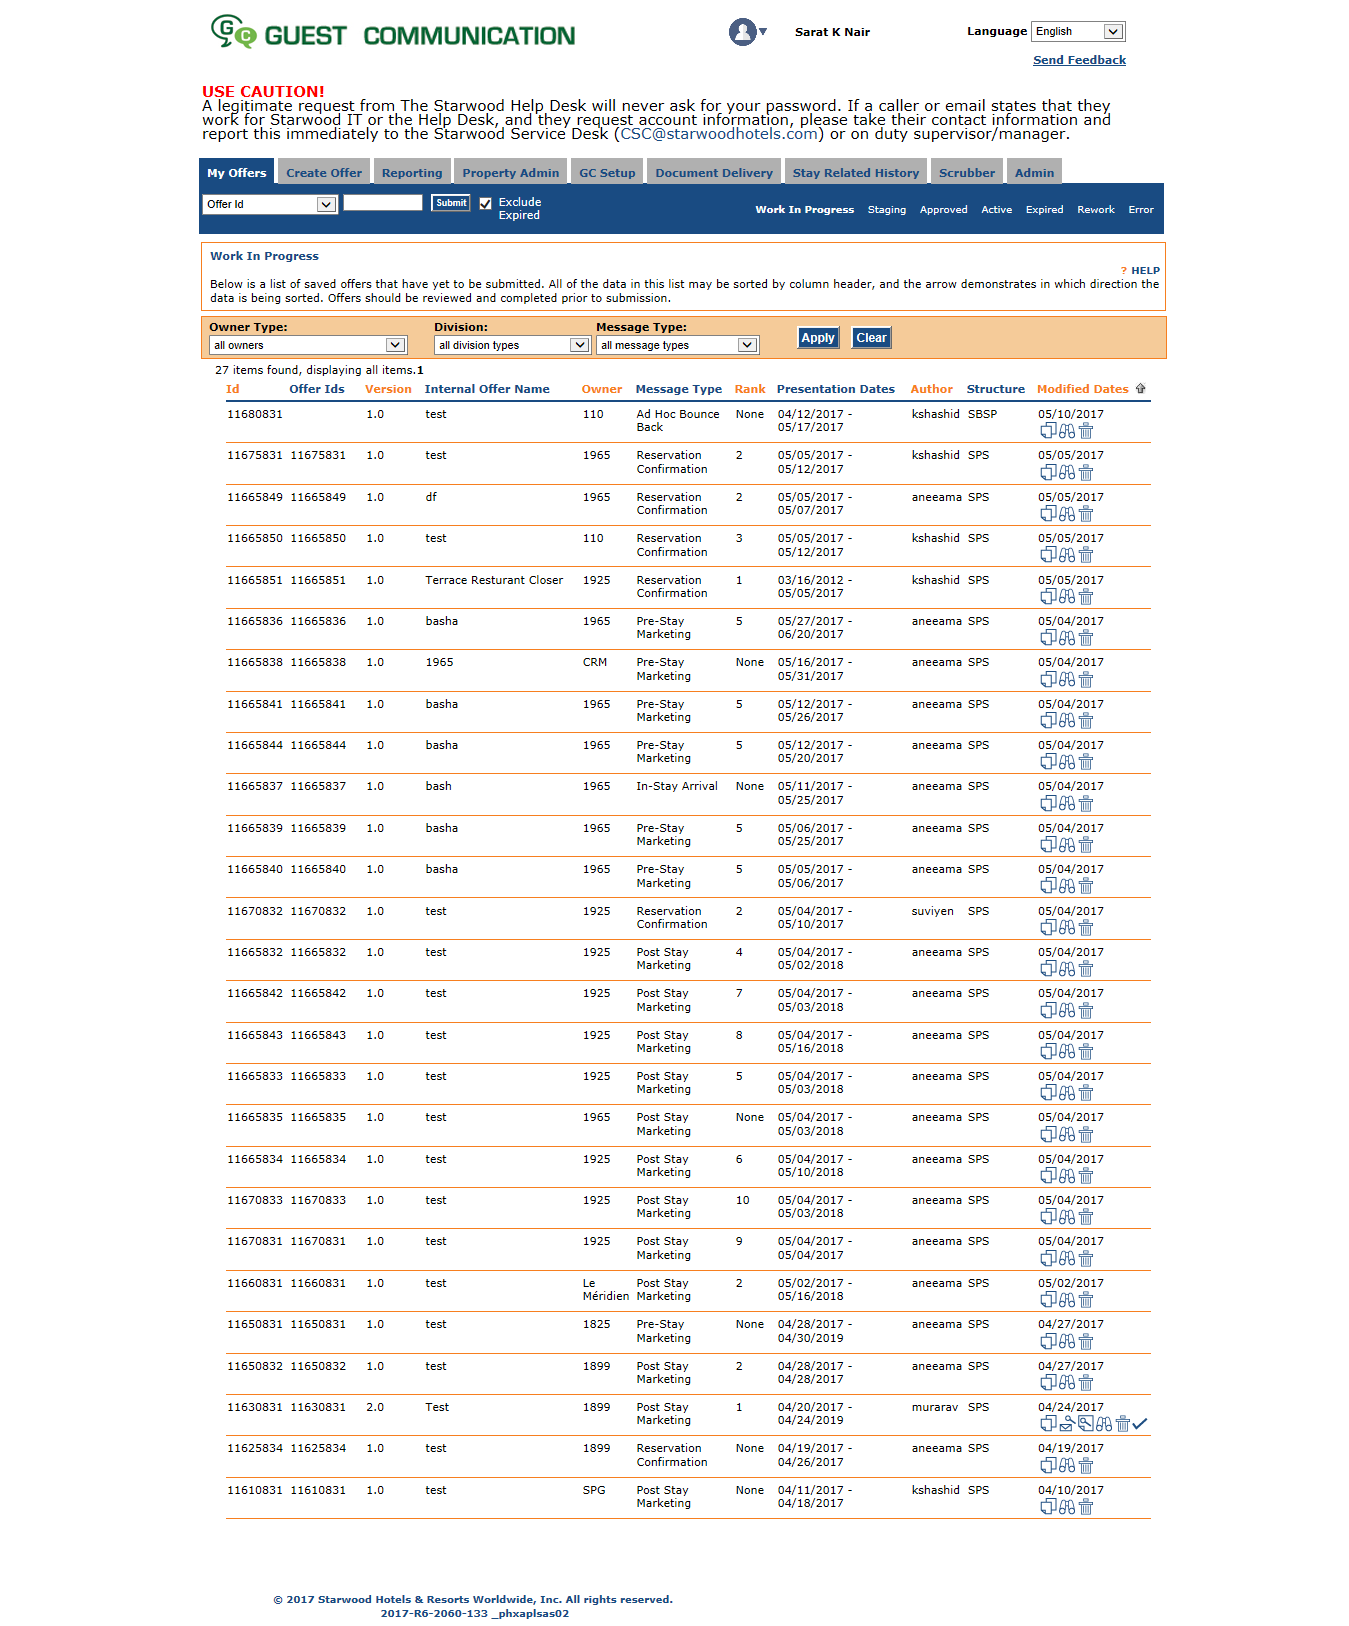 GC GUEST COMMUNICATION
Sarat K Nair
Language English
Send Feedback
USE CAUTION!
A legitimate request from The Starwood Help Desk will never ask for your password. If a caller or email states that they
work for Starwood IT or the Help Desk, and they request account information, please take their contact information and
report this immediately to the Starwood Service Desk (CSC@starwoodhotels.com) or on duty supervisor/manager.
My Offers Create Offer Reporting Property Admin GC Setup Document Delivery Stay Related History Scrubber Admin
Offer Id Submit Exclude
Expired
Work In Progress Staging Approved Active Expired Rework Error
Work In Progress
? HELP
Below is a list of saved offers that have yet to be submitted. All of the data in this list may be sorted by column header, and the arrow demonstrates in which direction the
data is being sorted. Offers should be reviewed and completed prior to submission.
Owner Type: Division: Message Type:
all owners all division types all message types Apply Clear
27 items found, displaying all items.1
Id Offer Ids Version Internal Offer Name Owner Message Type Rank Presentation Dates Author Structure Modified Dates
11680831 1.0 test 110 Ad Hoc Bounce None 04/12/2017 - kshashid SBSP 05/10/2017
Back 05/17/2017
11675831 11675831 1.0 test 1965 Reservation 2 05/05/2017 - kshashid SPS 05/05/2017
Confirmation 05/12/2017
11665849 11665849 1.0 df 1965 Reservation 2 05/05/2017 - aneeama SPS 05/05/2017
Confirmation 05/07/2017
11665850 11665850 1.0 test 110 Reservation 3 05/05/2017 - kshashid SPS 05/05/2017
Confirmation 05/12/2017
11665851 11665851 1.0 Terrace Resturant Closer 1925 Reservation 1 03/16/2012 - kshashid SPS 05/05/2017
Confirmation 05/05/2017
11665836 11665836 1.0 basha 1965 Pre-Stay 5 05/27/2017 - aneeama SPS 05/04/2017
Marketing 06/20/2017
11665838 11665838 1.0 1965 CRM Pre-Stay None 05/16/2017 - aneeama SPS 05/04/2017
Marketing 05/31/2017
11665841 11665841 1.0 basha 1965 Pre-Stay 5 05/12/2017 - aneeama SPS 05/04/2017
Marketing 05/26/2017
11665844 11665844 1.0 basha 1965 Pre-Stay 5 05/12/2017 - aneeama SPS 05/04/2017
Marketing 05/20/2017
11665837 11665837 1.0 bash 1965 In-Stay Arrival None 05/11/2017 - aneeama SPS 05/04/2017
05/25/2017
11665839 11665839 1.0 basha 1965 Pre-Stay 5 05/06/2017 - aneeama SPS 05/04/2017
Marketing 05/25/2017
11665840 11665840 1.0 basha 1965 Pre-Stay 5 05/05/2017 - aneeama SPS 05/04/2017
Marketing 05/06/2017
11670832 11670832 1.0 test 1925 Reservation 2 05/04/2017 - suviyen SPS 05/04/2017
Confirmation 05/10/2017
11665832 11665832 1.0 test 1925 Post Stay 4 05/04/2017 - aneeama SPS 05/04/2017
Marketing 05/02/2018
11665842 11665842 1.0 test 1925 Post Stay 7 05/04/2017 - aneeama SPS 05/04/2017
Marketing 05/03/2018
11665843 11665843 1.0 test 1925 Post Stay 8 05/04/2017 - aneeama SPS 05/04/2017
Marketing 05/16/2018
11665833 11665833 1.0 test 1925 Post Stay 5 05/04/2017 - aneeama SPS 05/04/2017
Marketing 05/03/2018
11665835 11665835 1.0 test 1965 Post Stay None 05/04/2017 - aneeama SPS 05/04/2017
Marketing 05/03/2018
11665834 11665834 1.0 test 1925 Post Stay 6 05/04/2017 - aneeama SPS 05/04/2017
Marketing 05/10/2018
11670833 11670833 1.0 test 1925 Post Stay 10 05/04/2017 - aneeama SPS 05/04/2017
Marketing 05/03/2018
11670831 11670831 1.0 test 1925 Post Stay 9 05/04/2017 - aneeama SPS 05/04/2017
Marketing 05/04/2017
11660831 11660831 1.0 test Le Post Stay 2 05/02/2017 - aneeama SPS 05/02/2017
Méridien Marketing 05/16/2018
11650831 11650831 1.0 test 1825 Pre-Stay None 04/28/2017 - aneeama SPS 04/27/2017
Marketing 04/30/2019
11650832 11650832 1.0 test 1899 Post Stay 2 04/28/2017 - aneeama SPS 04/27/2017
Marketing 04/28/2017
11630831 11630831 2.0 Test 1899 Post Stay 1 04/20/2017 - murarav SPS 04/24/2017
Marketing 04/24/2019
11625834 11625834 1.0 test 1899 Reservation None 04/19/2017 - aneeama SPS 04/19/2017
Confirmation 04/26/2017
11610831 11610831 1.0 test SPG Post Stay None 04/11/2017 - kshashid SPS 04/10/2017
Marketing 04/18/2017
© 2017 Starwood Hotels & Resorts Worldwide, Inc. All rights reserved.
2017-R6-2060-133 _phxaplsas02